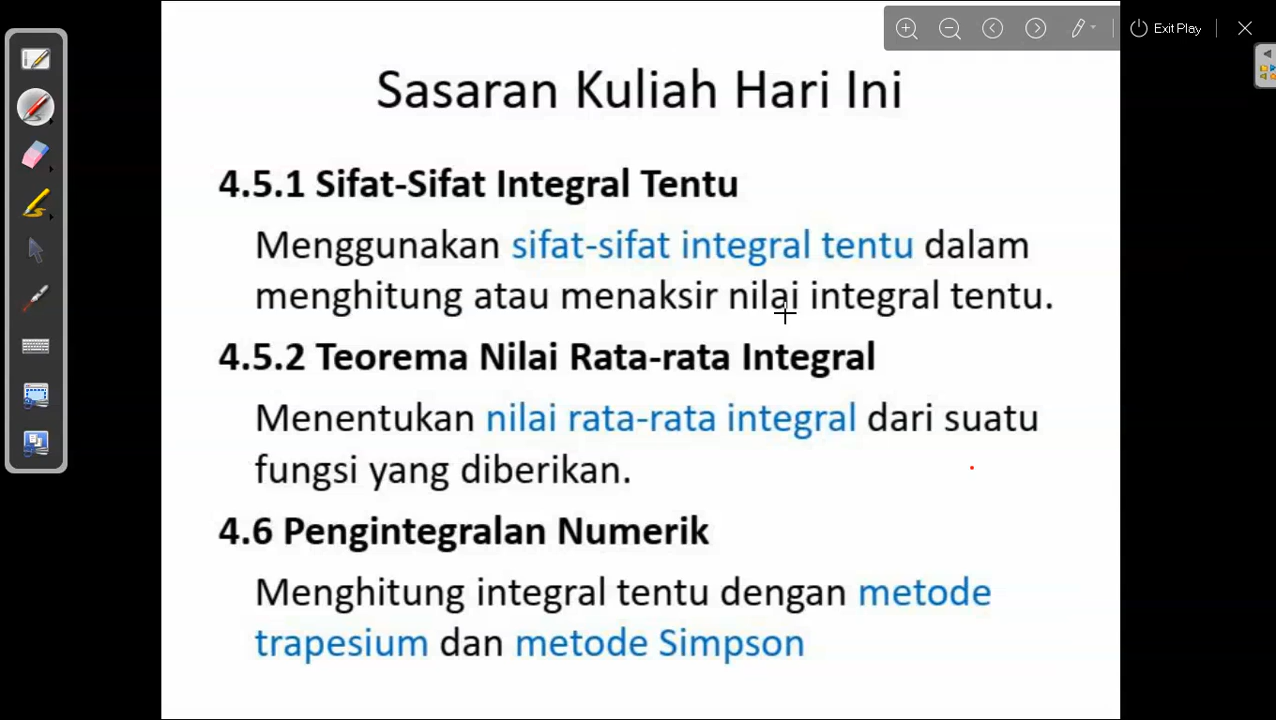 Exit Play
Sasaran Kuliah Hari Ini
4.5.1 Sifat-Sifat Integral Tentu
Menggunakan sifat-sifat integral tentu dalam
menghitung atau menaksir nilai integral tentu.
4.5.2 Teorema Nilai Rata-rata Integral
Menentukan nilai rata-rata integral dari suatu
fungsi yang diberikan.
4.6 Pengintegralan Numerik
Menghitung integral tentu dengan metode
trapesium dan metode Simpson